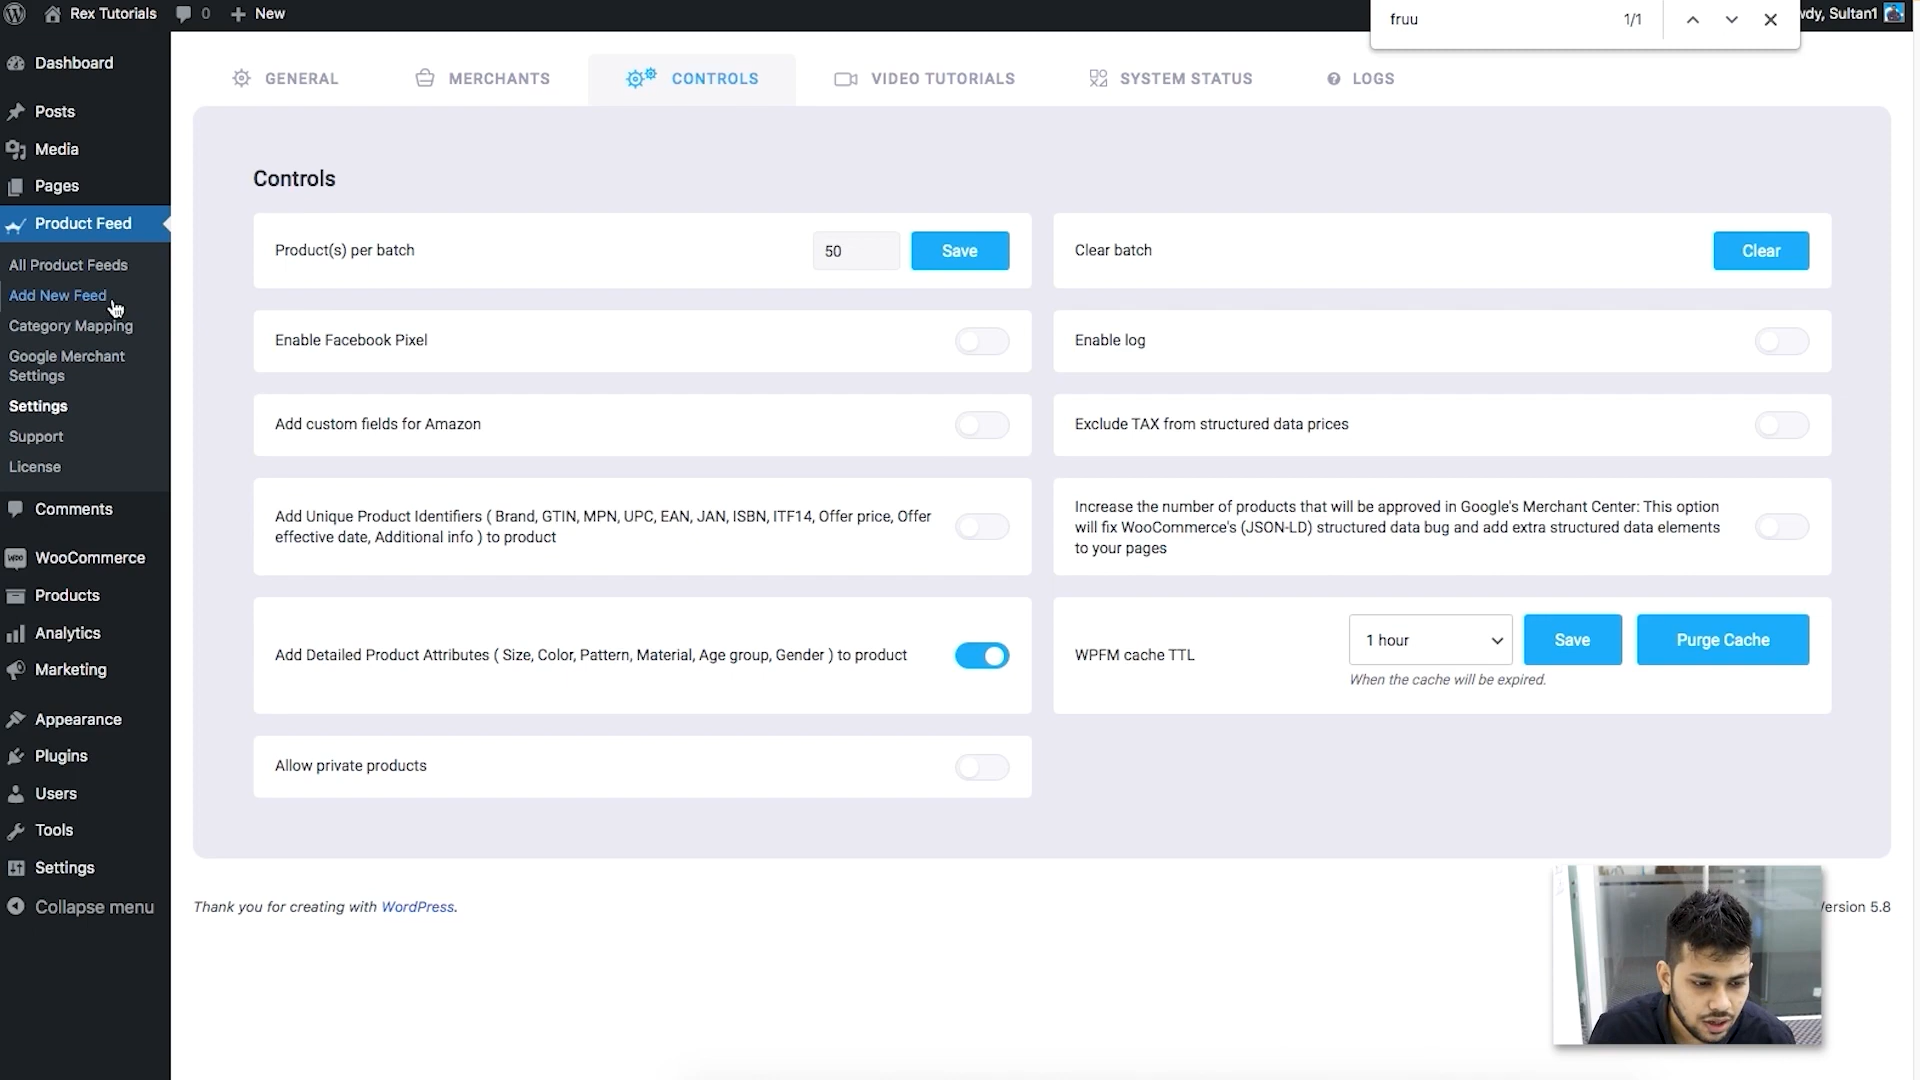 Rex Tutorials
0
New
fruu
1/1
wdy, Sultan1
Dashboard
Posts
Media
Pages
Product Feed
All Product Feeds
Add New Feed
Category Mapping
Google Merchant
Settings
Settings
Support
License
Comments
WooCommerce
Products
Analytics
Marketing
Appearance
Plugins
Users
Tools
Settings
Collapse menu
GENERAL
MERCHANTS
CONTROLS
VIDEO TUTORIALS
SYSTEM STATUS
LOGS
Controls
Product(s) per batch
50
Save
Clear batch
Clear
Enable Facebook Pixel
Enable log
Add custom fields for Amazon
Exclude TAX from structured data prices
Add Unique Product Identifiers ( Brand, GTIN, MPN, UPC, EAN, JAN, ISBN, ITF14, Offer price, Offer
effective date, Additional info ) to product
Increase the number of products that will be approved in Google's Merchant Center: This option
will fix WooCommerce's (JSON-LD) structured data bug and add extra structured data elements
to your pages
Add Detailed Product Attributes ( Size, Color, Pattern, Material, Age group, Gender ) to product
WPFM cache TTL
1 hour
Save
Purge Cache
When the cache will be expired.
Allow private products
Thank you for creating with WordPress.
Version 5.8